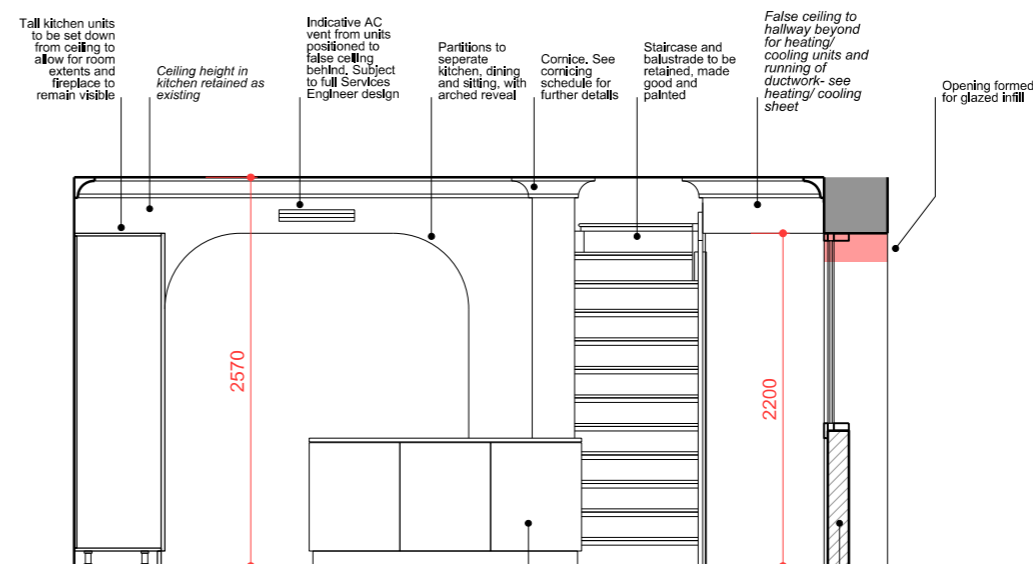 Tall kitchen units
to be set down
from ceiling to
allow for room
extents and
fireplace to
remain visible
Ceiling height in
kitchen retained as
existing
Indicative AC
vent from units
positioned to
false ceiling
behind. Subject
to full Services
Engineer design
Partitions to
seperate
kitchen, dining
and sitting, with
arched reveal
Cornice. See
cornicing
schedule for
further details
Staircase and
balustrade to be
retained, made
good and
painted
False ceiling to
hallway beyond
for heating/
cooling units and
running of
ductwork- see
heating/ cooling
sheet
Opening formed
for glazed infill
2570
2200